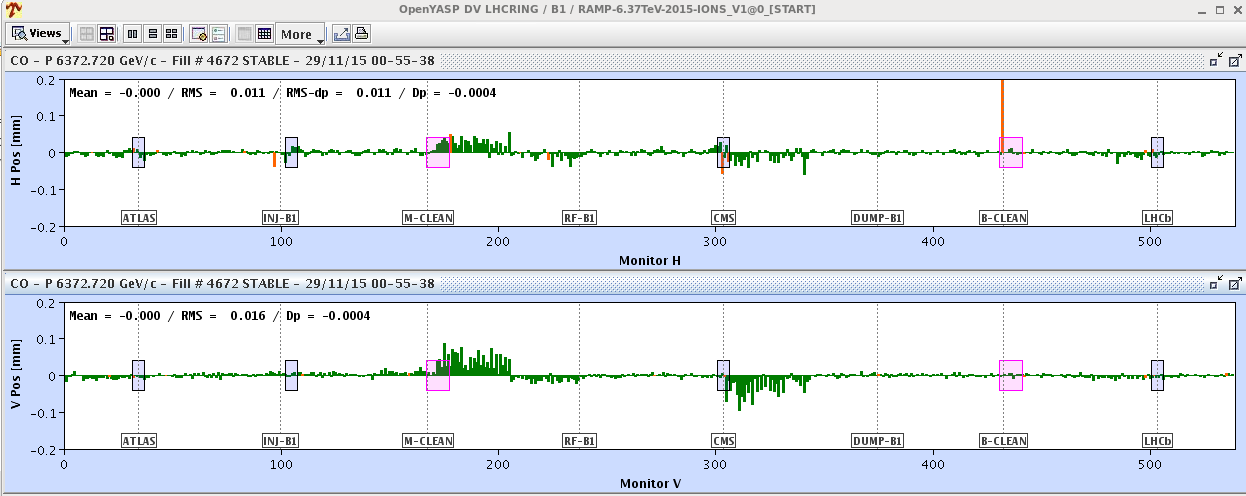 OpenYASP DV LHCRING / B1 / RAMP-6.37TeV-2015-IONS_V1@0_[START]
Views More
CO - P 6372.720 GeV/c - Fill # 4672 STABLE - 29/11/15 00-55-38
Mean = -0.000 / RMS = 0.011 / RMS-dp = 0.011 / Dp = -0.0004
H Pos [mm]
0.2
0.1
0
-0.1
-0.2
ATLAS INJ-B1 M-CLEAN RF-B1 CMS DUMP-B1 B-CLEAN LHCb
0 100 200 300 400 500
Monitor H
CO - P 6372.720 GeV/c - Fill # 4672 STABLE - 29/11/15 00-55-38
Mean = -0.000 / RMS = 0.016 / Dp = -0.0004
V Pos [mm]
0.2
0.1
0
-0.1
-0.2
ATLAS INJ-B1 M-CLEAN RF-B1 CMS DUMP-B1 B-CLEAN LHCb
0 100 200 300 400 500
Monitor V